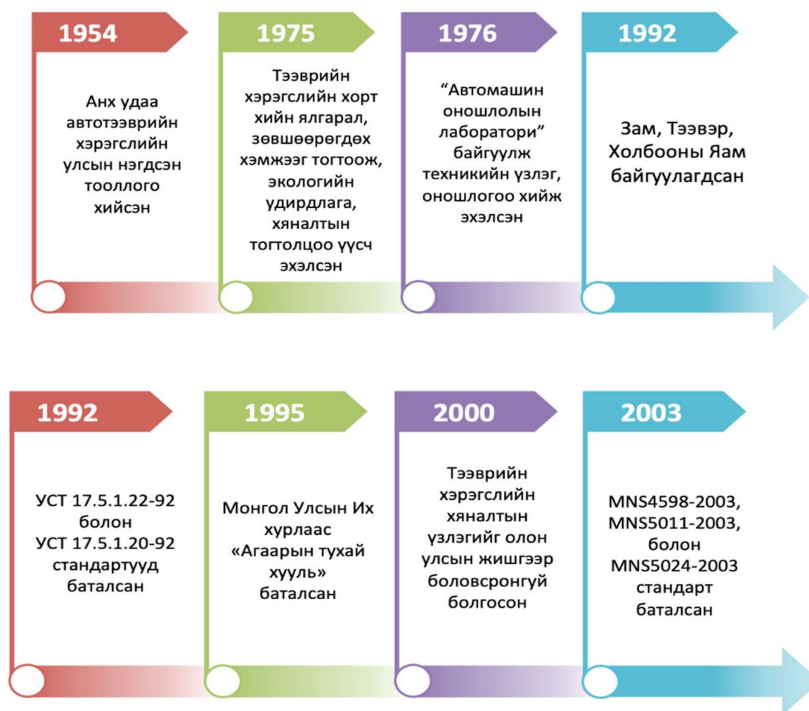 1954
Анх удаа
автотээврийн
хэрэгслийн
улсын нэгдсэн
тооллого
хийсэн
1975
Тээврийн
хэрэгслийн хорт
хийн ялгарал,
зөвшөөрөгдөх
хэмжээг тогтоож,
экологийн
удирдлага,
хяналтын
тогтолцоо үүсч
эхэлсэн
1976
“Автомашин
оношлолын
лаборатори”
байгуулж
техникийн үзлэг,
оношлогоо хийж
эхэлсэн
1992
Зам, Тээвэр,
Холбооны Яам
байгуулагдсан
1992
УСТ 17.5.1.22-92
болон
УСТ 17.5.1.20-92
стандартууд
баталсан
1995
Монгол Улсын Их
хурлаас
«Агаарын тухай
хууль»
баталсан
2000
Тээврийн
хэрэгслийн
хяналтын
үзлэгийг олон
улсын жишгээр
боловсронгуй
болгосон
2003
MNS4598-2003,
MNS5011-2003,
болон
MNS5024-2003
стандарт
баталсан